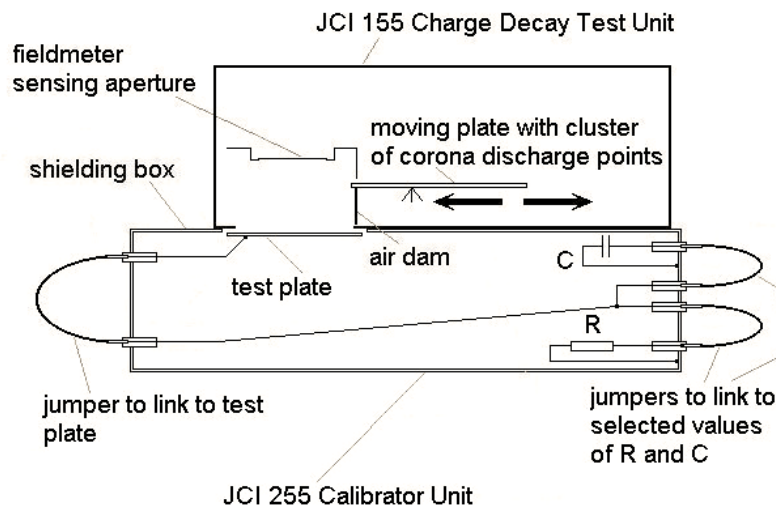 JCI 155 Charge Decay Test Unit
fieldmeter
sensing aperture
moving plate with cluster
of corona discharge points
shielding box
air dam
test plate
C
R
jumper to link to test
plate
jumpers to link to
selected values
of R and C
JCI 255 Calibrator Unit